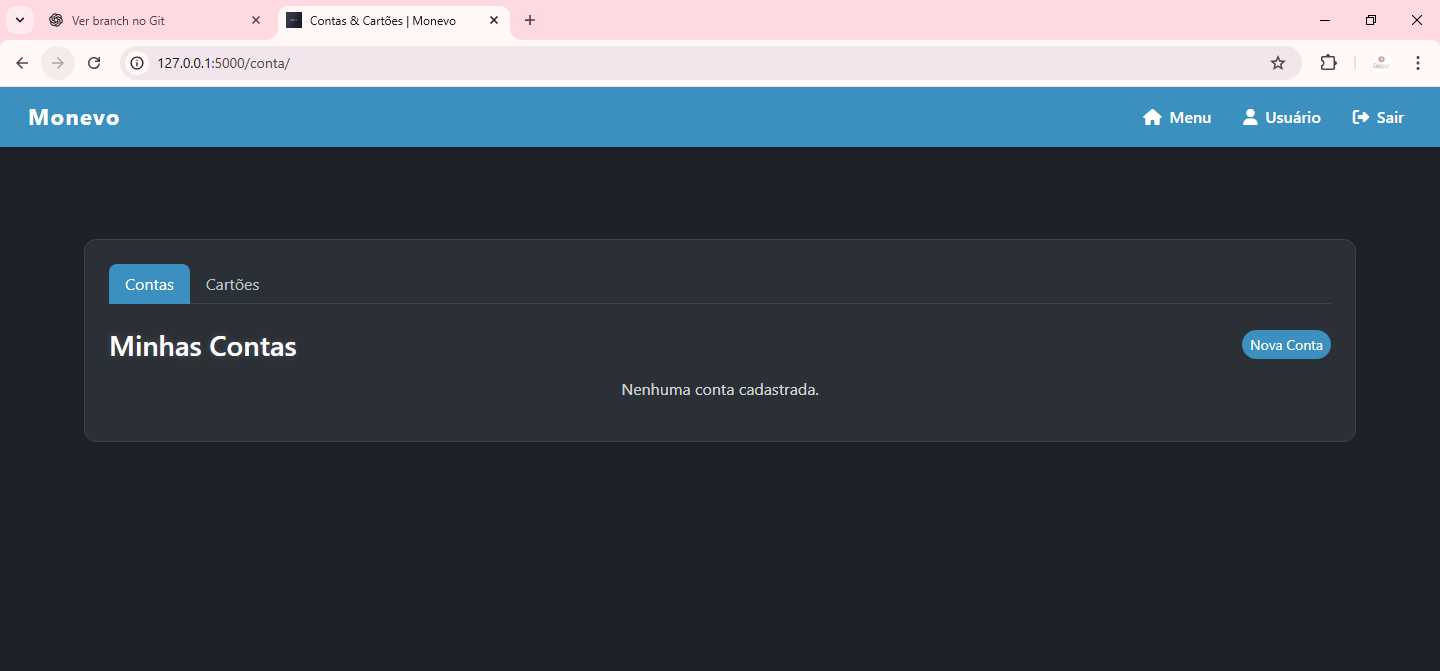 Ver branch no Git
Contas & Cartões | Monevo
127.0.0.1:5000/conta/
Monevo
Menu
Usuário
Sair
Contas
Cartões
Minhas Contas
Nova Conta
Nenhuma conta cadastrada.